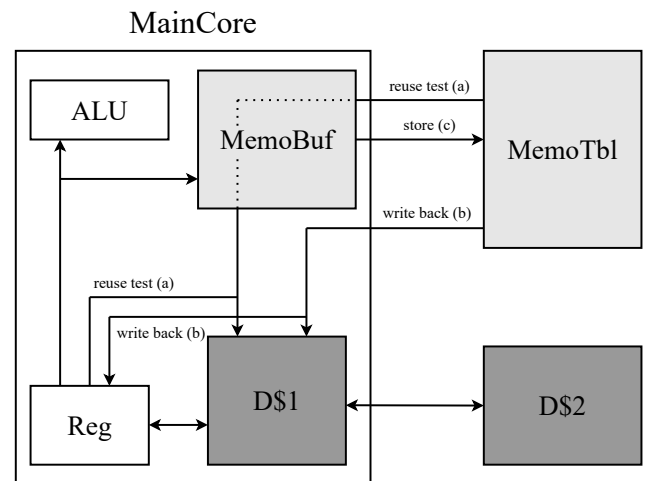 MainCore
ALU
MemoBuf
reuse test (a)
store (c)
MemoTbl
write back (b)
reuse test (a)
write back (b)
Reg
D$1
D$2